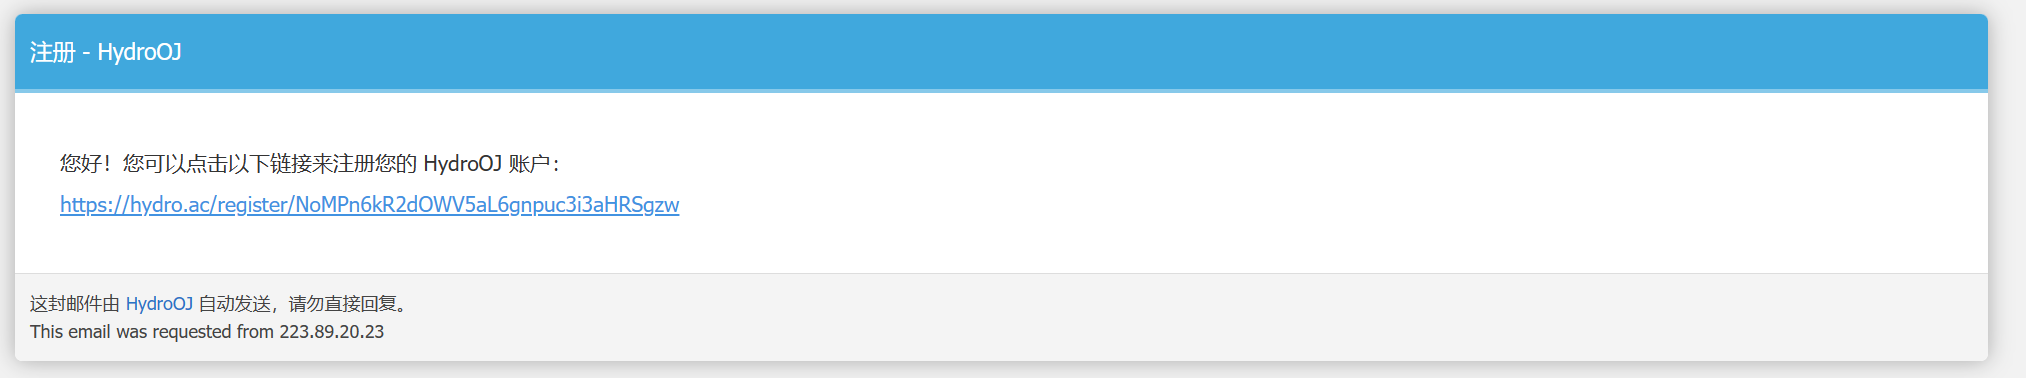 注册 - HydroOJ
您好！您可以点击以下链接来注册您的 HydroOJ 账户：
https://hydro.ac/register/NoMPn6kR2dOWV5aL6gnpuc3i3aHRSgzw
这封邮件由 HydroOJ 自动发送，请勿直接回复。
This email was requested from 223.89.20.23